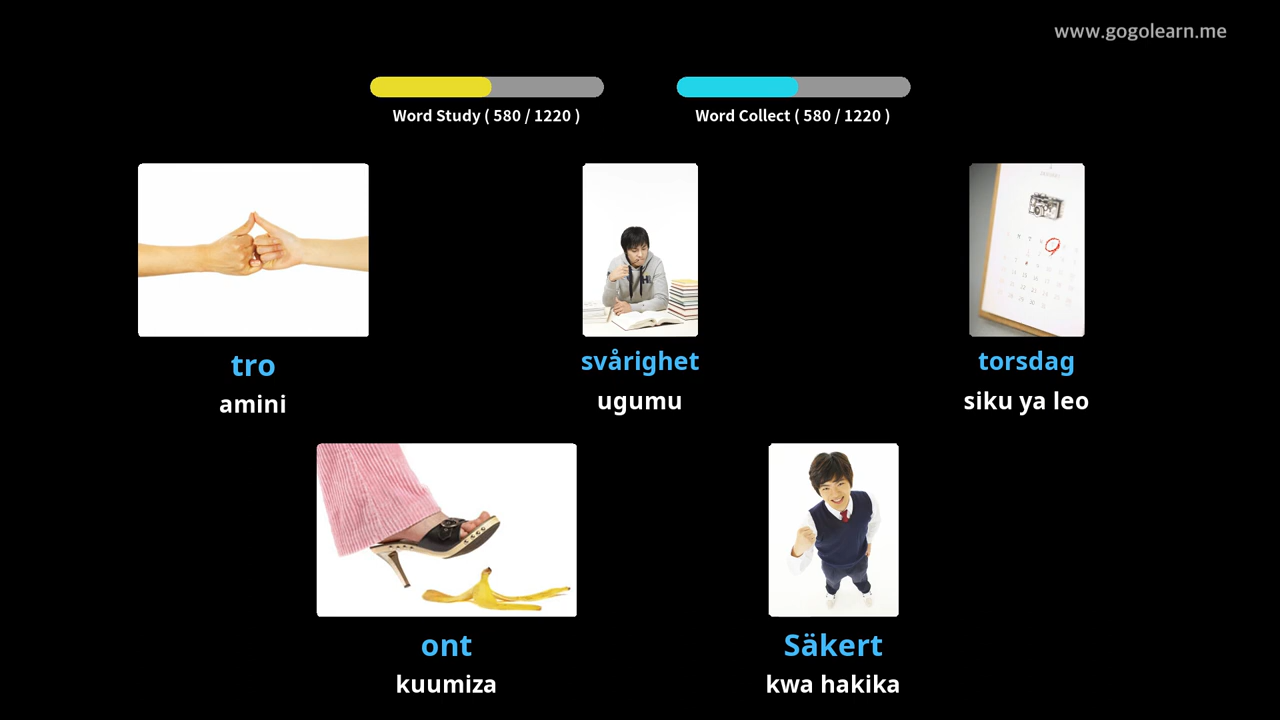 www.gogolearn.me
Word Study ( 580 / 1220 )
Word Collect ( 580 / 1220 )
tro
amini
svårighet
ugumu
torsdag
siku ya leo
ont
kuumiza
Säkert
kwa hakika